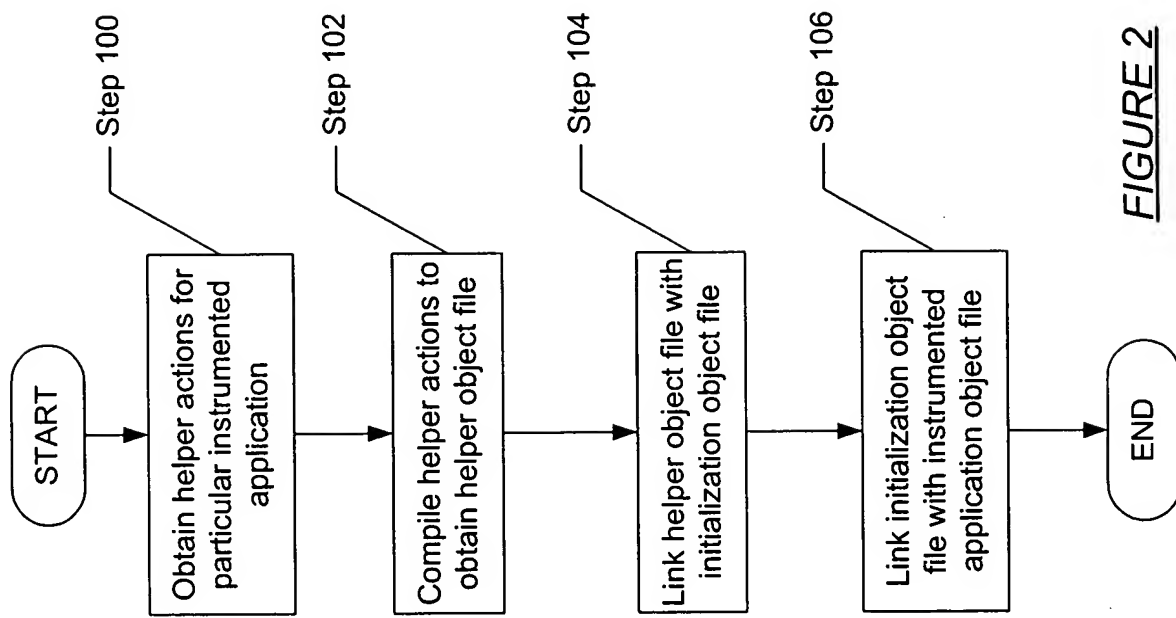 START
Obtain helper actions for
particular instrumented
application
Step 100
Compile helper actions to
obtain helper object file
Step 102
Link helper object file with
initialization object file
Step 104
Link initialization object
file with instrumented
application object file
Step 106
END
FIGURE 2